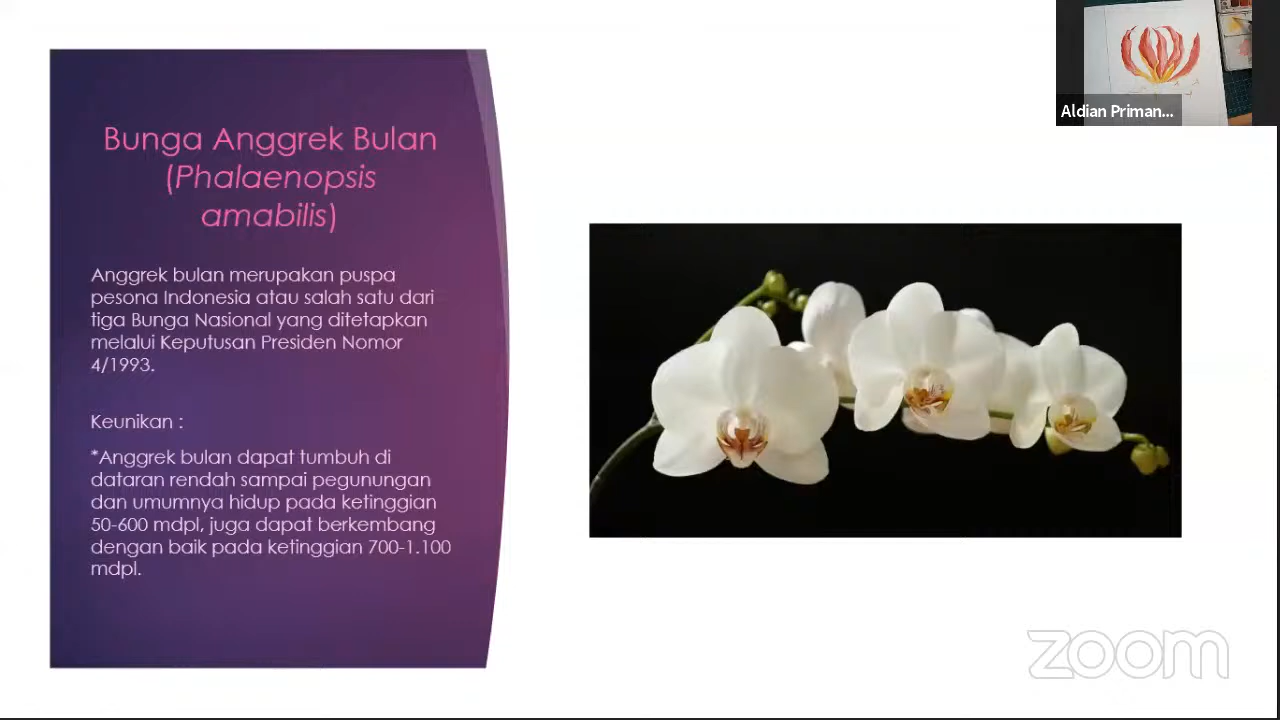 Aldian Priman...
Bunga Anggrek Bulan
(Phalaenopsis
amabilis)
Anggrek bulan merupakan puspa
pesona Indonesia atau salah satu dari
tiga Bunga Nasional yang ditetapkan
melalui Keputusan Presiden Nomor
4/1993.
Keunikan :
*Anggrek bulan dapat tumbuh di
dataran rendah sampai pegunungan
dan umumnya hidup pada ketinggian
50-600 mdpl, juga dapat berkembang
dengan baik pada ketinggian 700-1.100
mdpl.
zoom